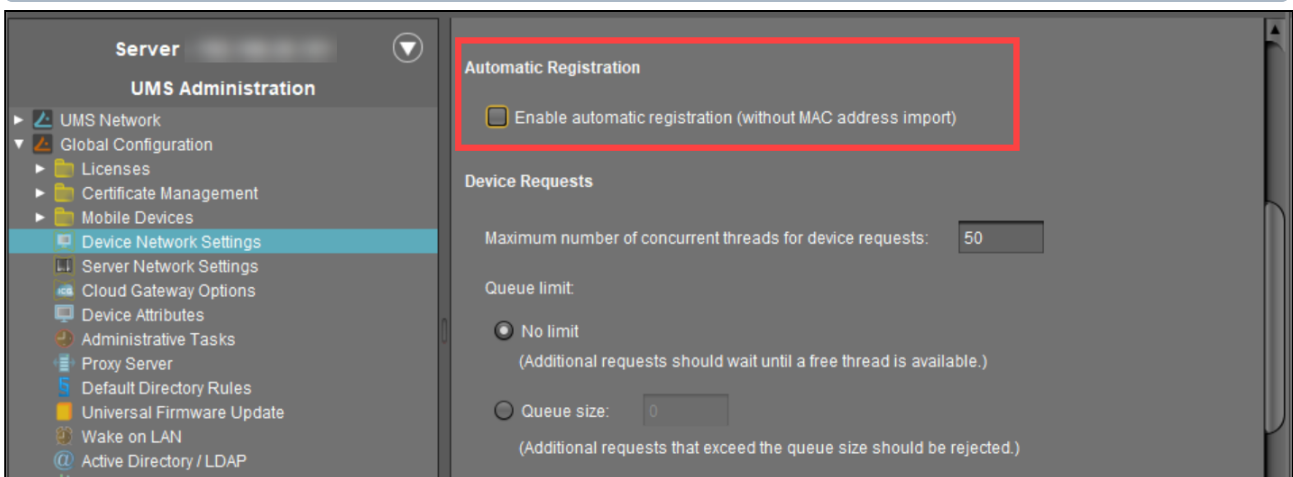 Server
UMS Administration
UMS Network
Global Configuration
Licenses
Certificate Management
Mobile Devices
Device Network Settings
Server Network Settings
Cloud Gateway Options
Device Attributes
Administrative Tasks
Proxy Server
Default Directory Rules
Universal Firmware Update
Wake on LAN
Active Directory / LDAP
Automatic Registration
Enable automatic registration (without MAC address import)
Device Requests
Maximum number of concurrent threads for device requests: 50
Queue limit:
No limit
(Additional requests should wait until a free thread is available.)
Queue size: 0
(Additional requests that exceed the queue size should be rejected.)